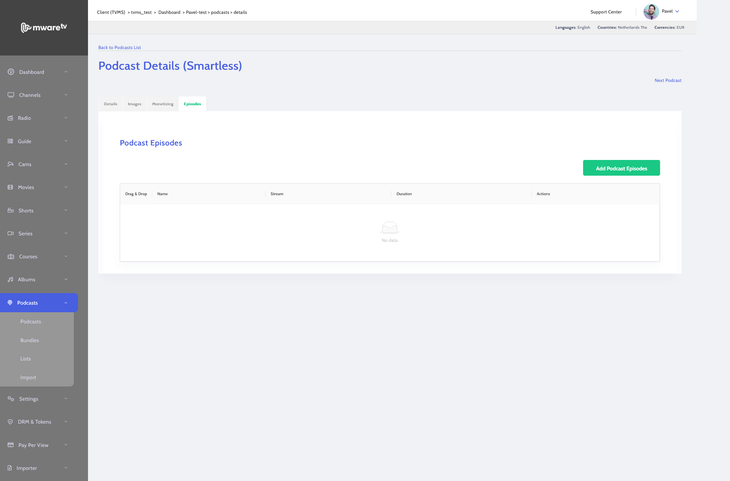 Client (TVMS) > tvms_test > Dashboard > Pavel-test > podcasts > details
Support Center
Pavel
mwaretv
Languages: English Countries: Netherlands The Currencies: EUR
Back to Podcasts List
Podcast Details (Smartless)
Next Podcast
Details Images Monetizing Episodes
Podcast Episodes
Add Podcast Episodes
Drag & Drop Name Stream Duration Actions
No data
Dashboard
Channels
Radio
Guide
Cams
Movies
Shorts
Series
Courses
Albums
Podcasts
Podcasts
Bundles
Lists
Import
Settings
DRM & Tokens
Pay Per View
Importer